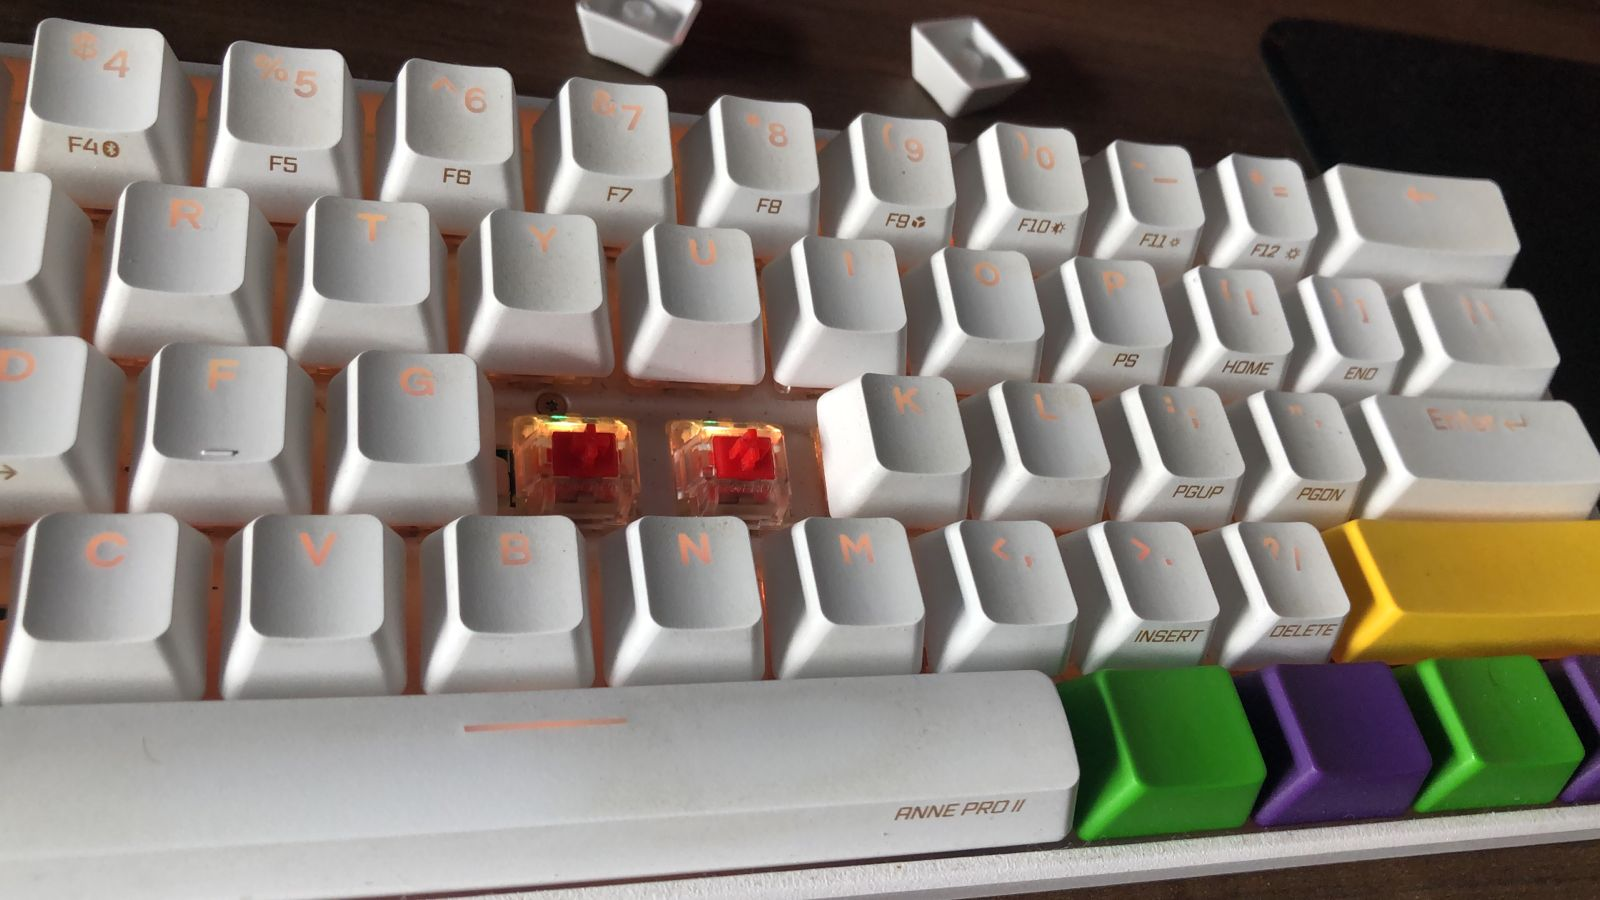 $ 4 % 5 ^ 6 & 7 * 8 ( 9 ) 0 - _ + = ←
F4 F5 F6 F7 F8 F9 F10 F11 F12
R T Y U I O P { [ } ] | \
PS HOME END
D F G K L : ; " ' Enter ↵
→ PGUP PGDN
C V B N M < , > . ? /
INSERT DELETE
ANNE PRO II